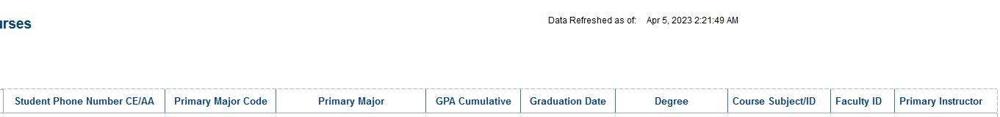 Data Refreshed as of: Apr 5, 2023 2:21:49 AM
urses
Student Phone Number CE/AA Primary Major Code Primary Major GPA Cumulative Graduation Date Degree Course Subject/ID Faculty ID Primary Instructor